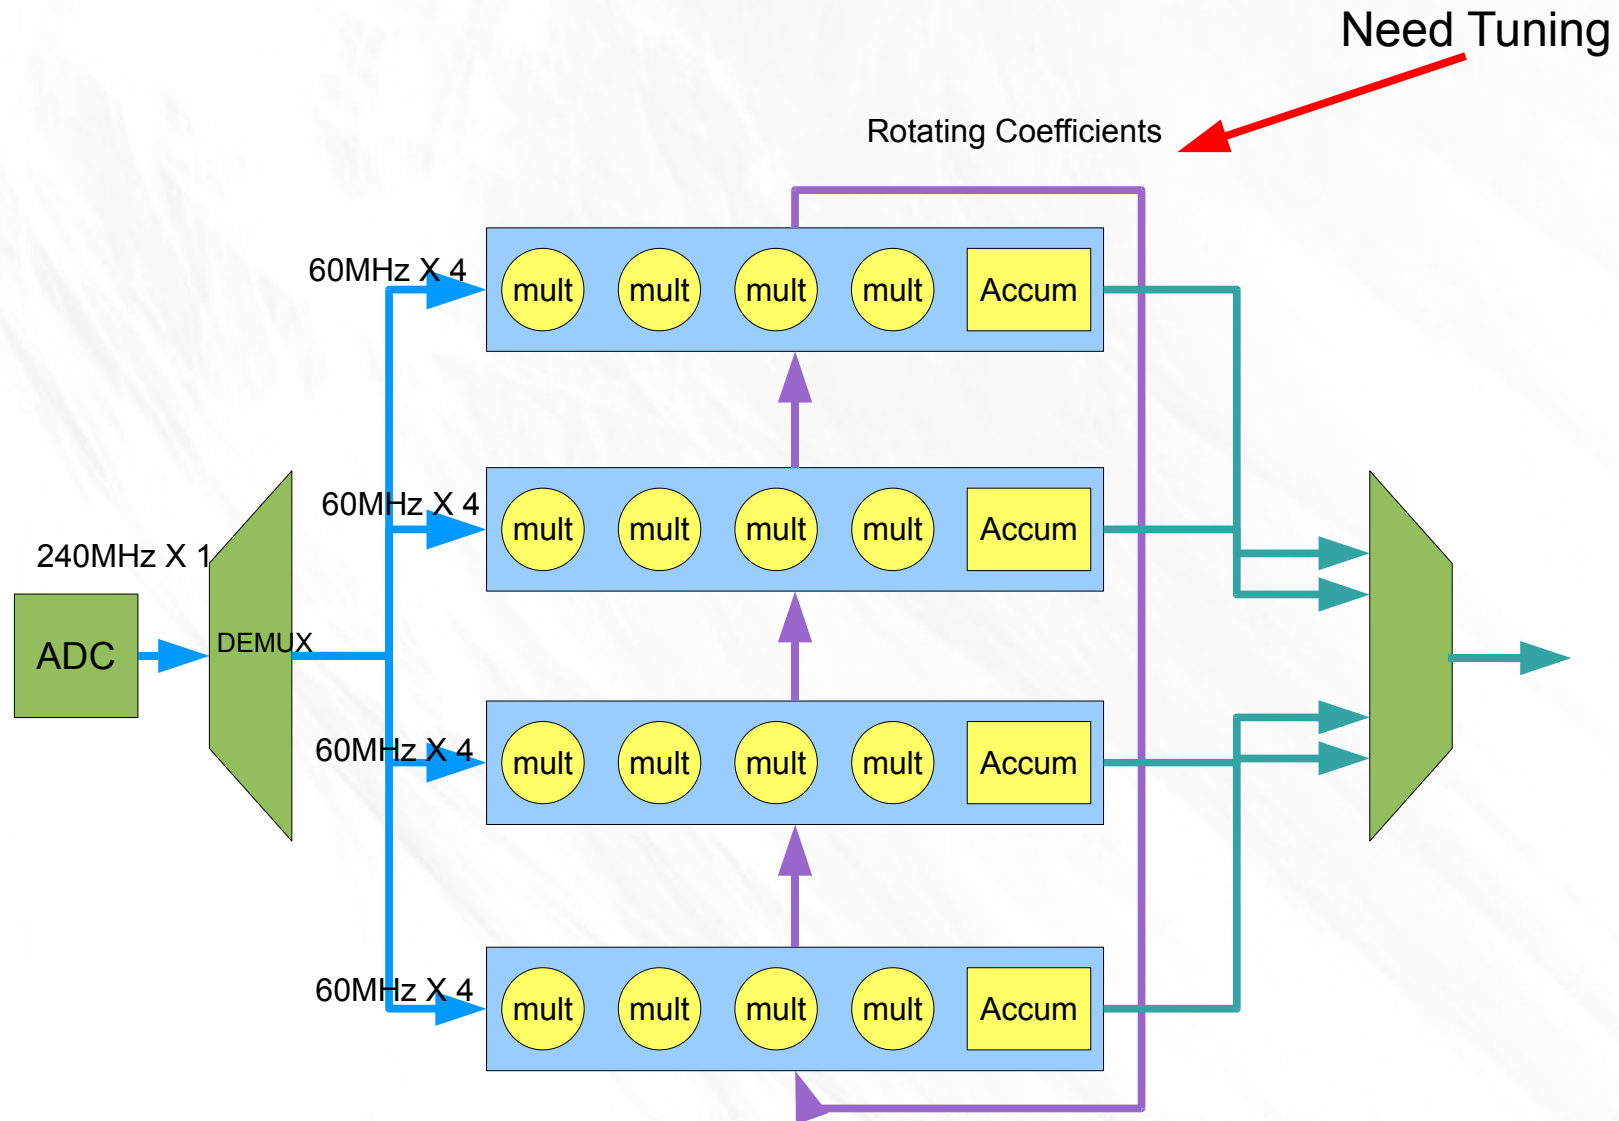 Need Tuning
Rotating Coefficients
60MHz X 4
mult mult mult mult Accum
60MHz X 4
mult mult mult mult Accum
240MHz X 1
ADC
DEMUX
60MHz X 4
mult mult mult mult Accum
60MHz X 4
mult mult mult mult Accum